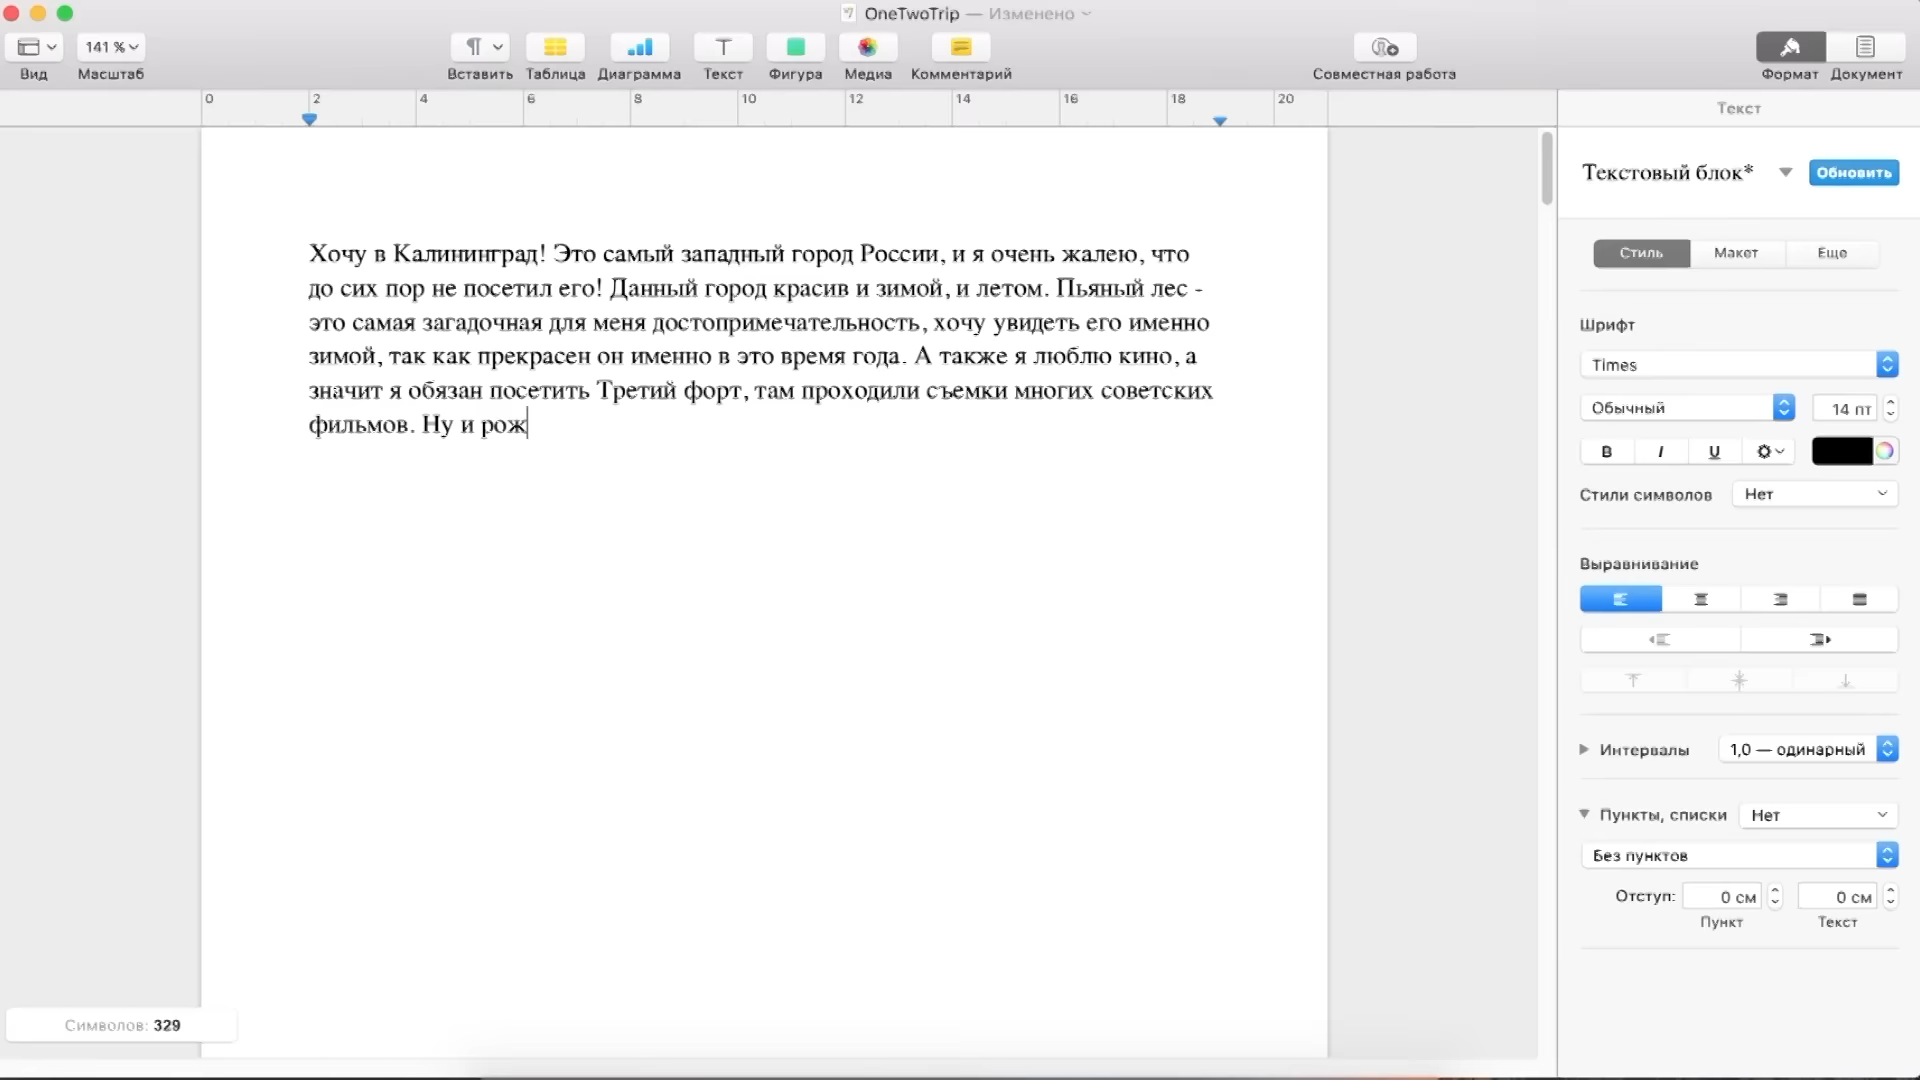 OneTwoTrip — Изменено
141 %
Вид
Масштаб
Вставить
Таблица
Диаграмма
Текст
Фигура
Медиа
Комментарий
Совместная работа
Формат
Документ
0 2 4 6 8 10 12 14 16 18 20
Текст
Текстовый блок*
Обновить
Стиль
Макет
Еще
Хочу в Калининград! Это самый западный город России, и я очень жалею, что
до сих пор не посетил его! Данный город красив и зимой, и летом. Пьяный лес -
это самая загадочная для меня достопримечательность, хочу увидеть его именно
зимой, так как прекрасен он именно в это время года. А также я люблю кино, а
значит я обязан посетить Третий форт, там проходили съемки многих советских
фильмов. Ну и рож
Шрифт
Times
Обычный
14 пт
B I U
Стили символов
Нет
Выравнивание
Интервалы
1,0 — одинарный
Пункты, списки
Нет
Без пунктов
Отступ:
0 см
0 см
Пункт
Текст
Символов: 329